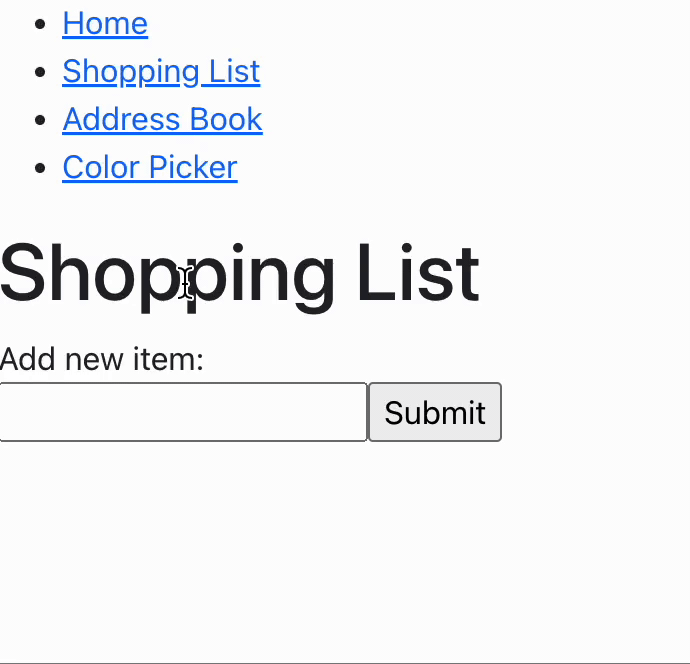 Home
Shopping List
Address Book
Color Picker
Shopping List
Add new item:
Submit